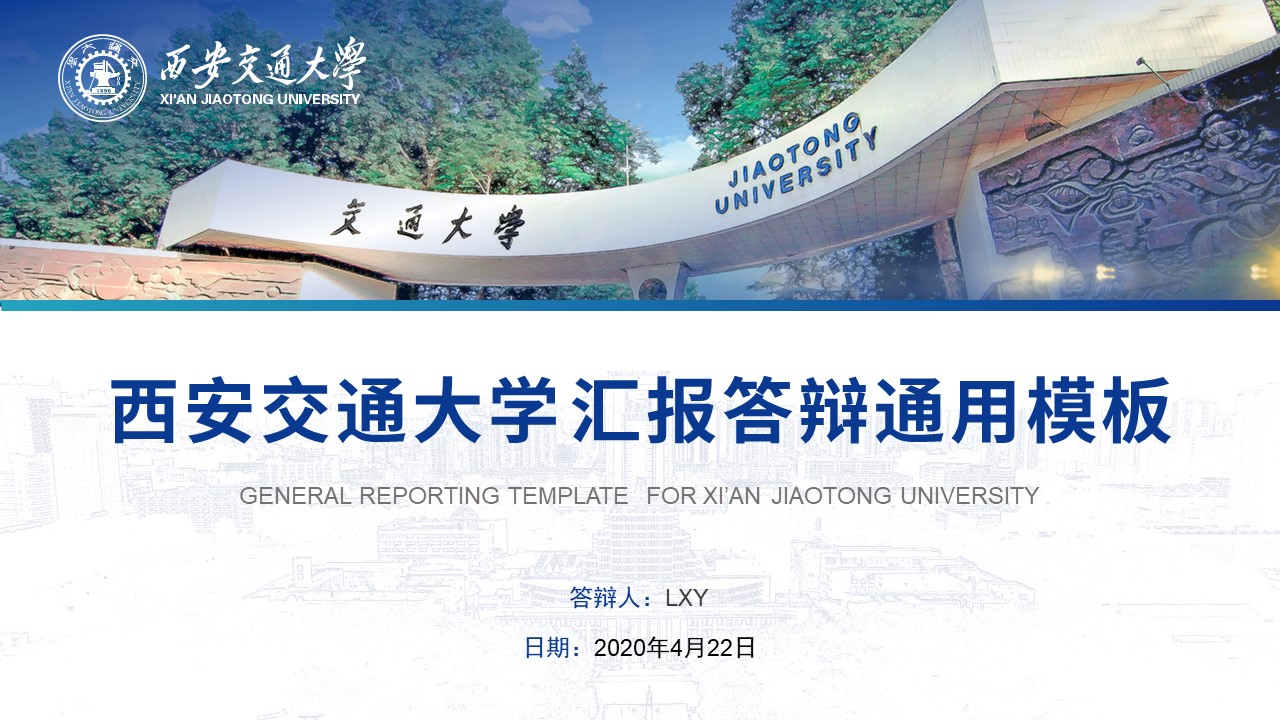 西安交通大學
XI'AN JIAOTONG UNIVERSITY
1896
JIAOTONG
UNIVERSITY
交通大学
西安交通大学汇报答辩通用模板
GENERAL REPORTING TEMPLATE FOR XI'AN JIAOTONG UNIVERSITY
答辩人：LXY
日期：2020年4月22日